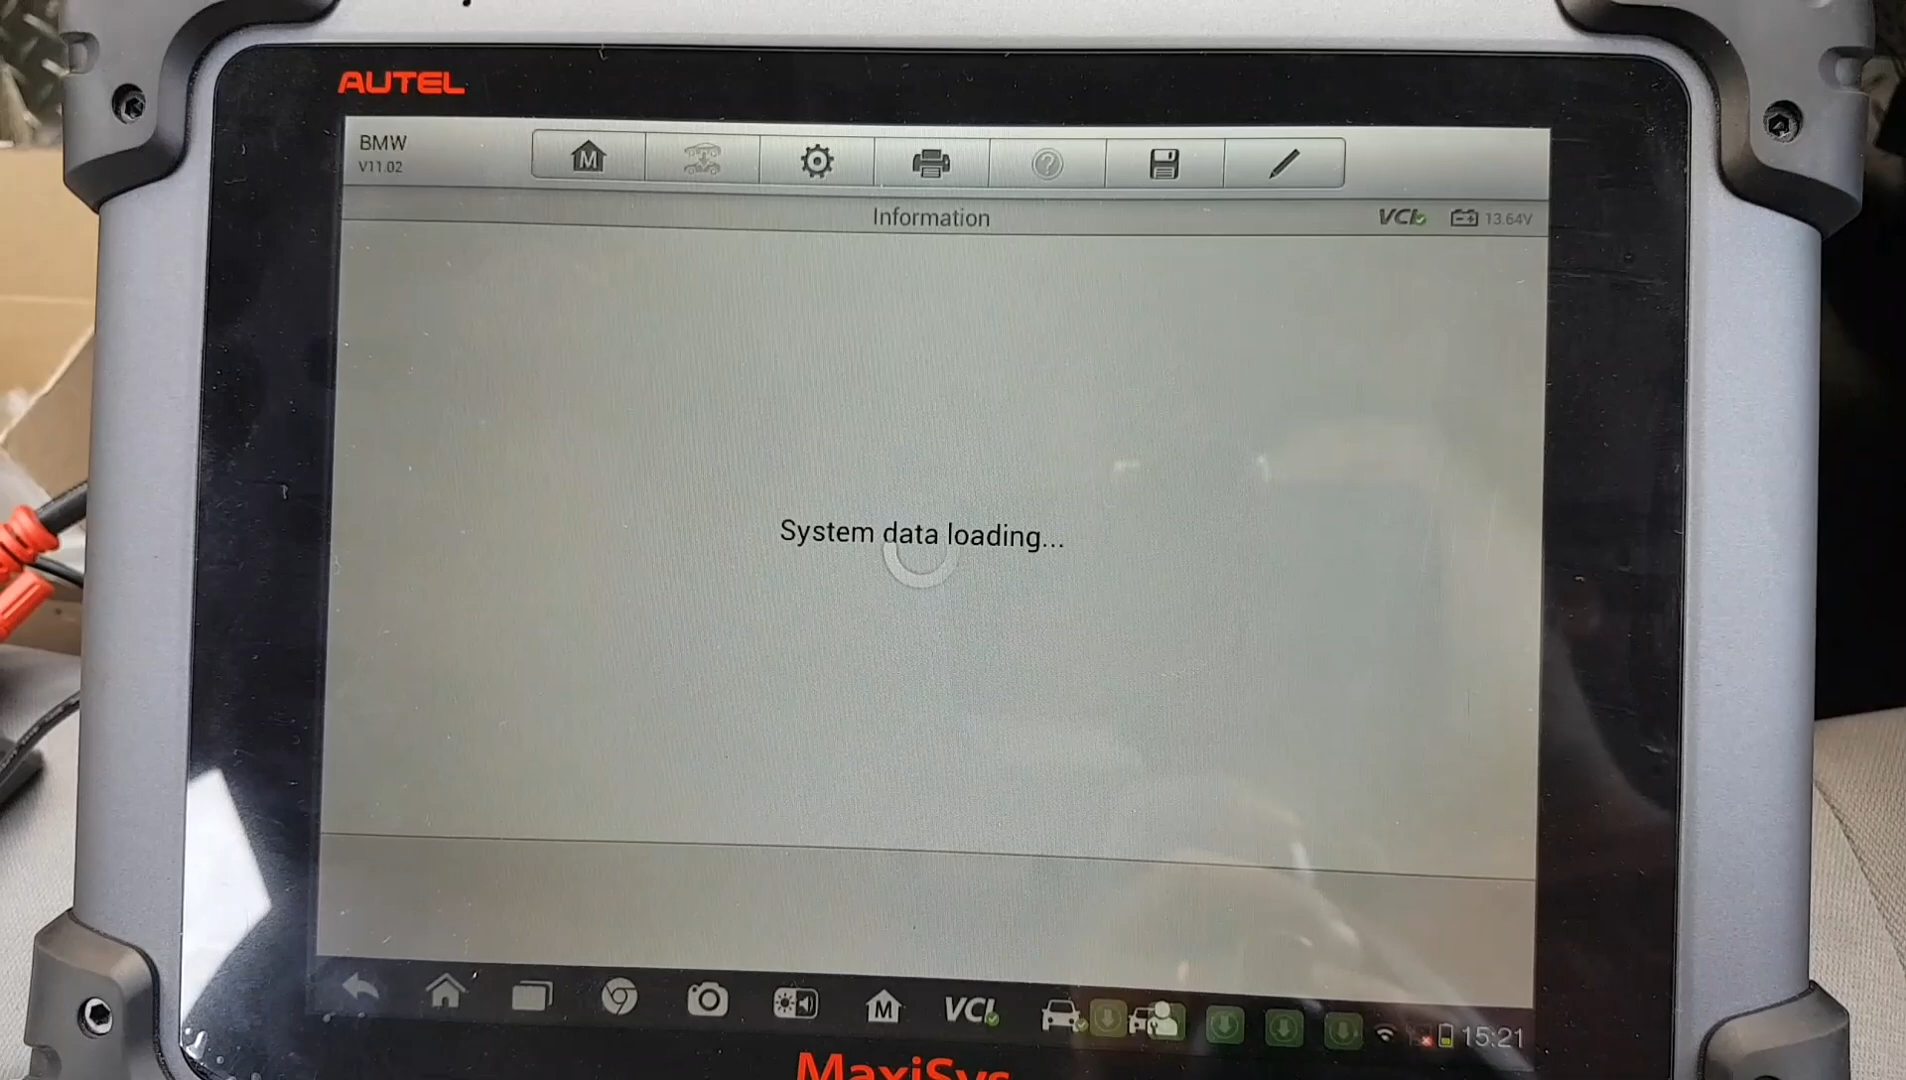 AUTEL
BMW
V11.02
M
Information
VCI
13.64V
System data loading...
M
VCI
15:21
MaxiSys